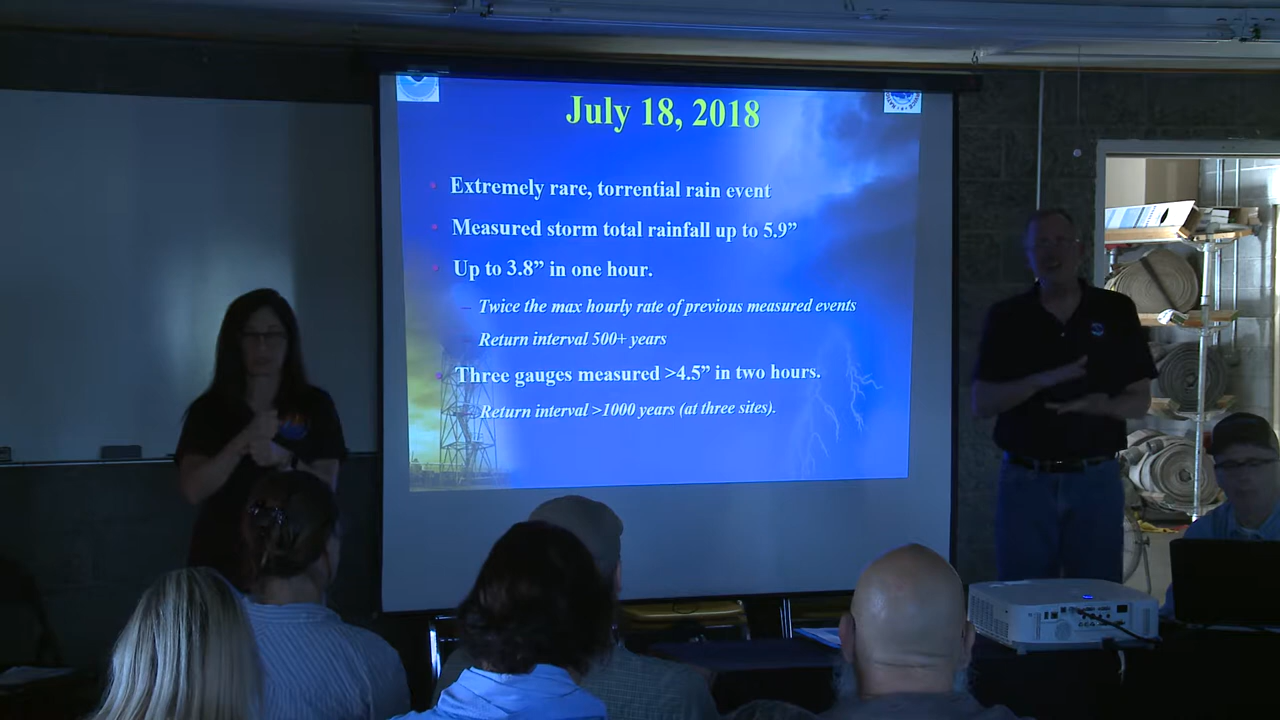 July 18, 2018
Extremely rare, torrential rain event
Measured storm total rainfall up to 5.9”
Up to 3.8” in one hour.
Twice the max hourly rate of previous measured events
Return interval 500+ years
Three gauges measured >4.5” in two hours.
Return interval >1000 years (at three sites).